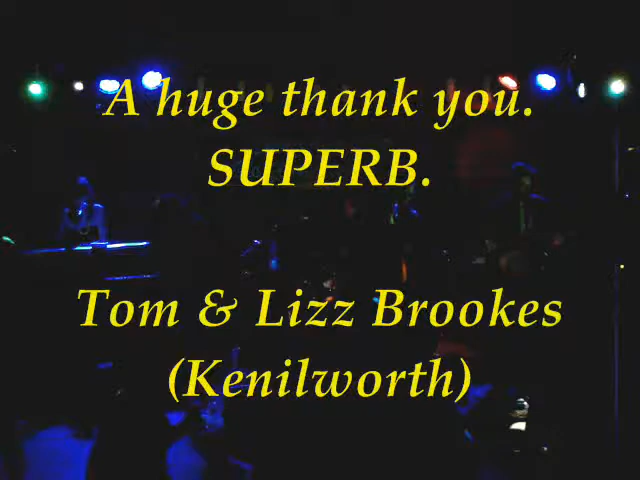 A huge thank you.
SUPERB.
Tom & Lizz Brookes
(Kenilworth)